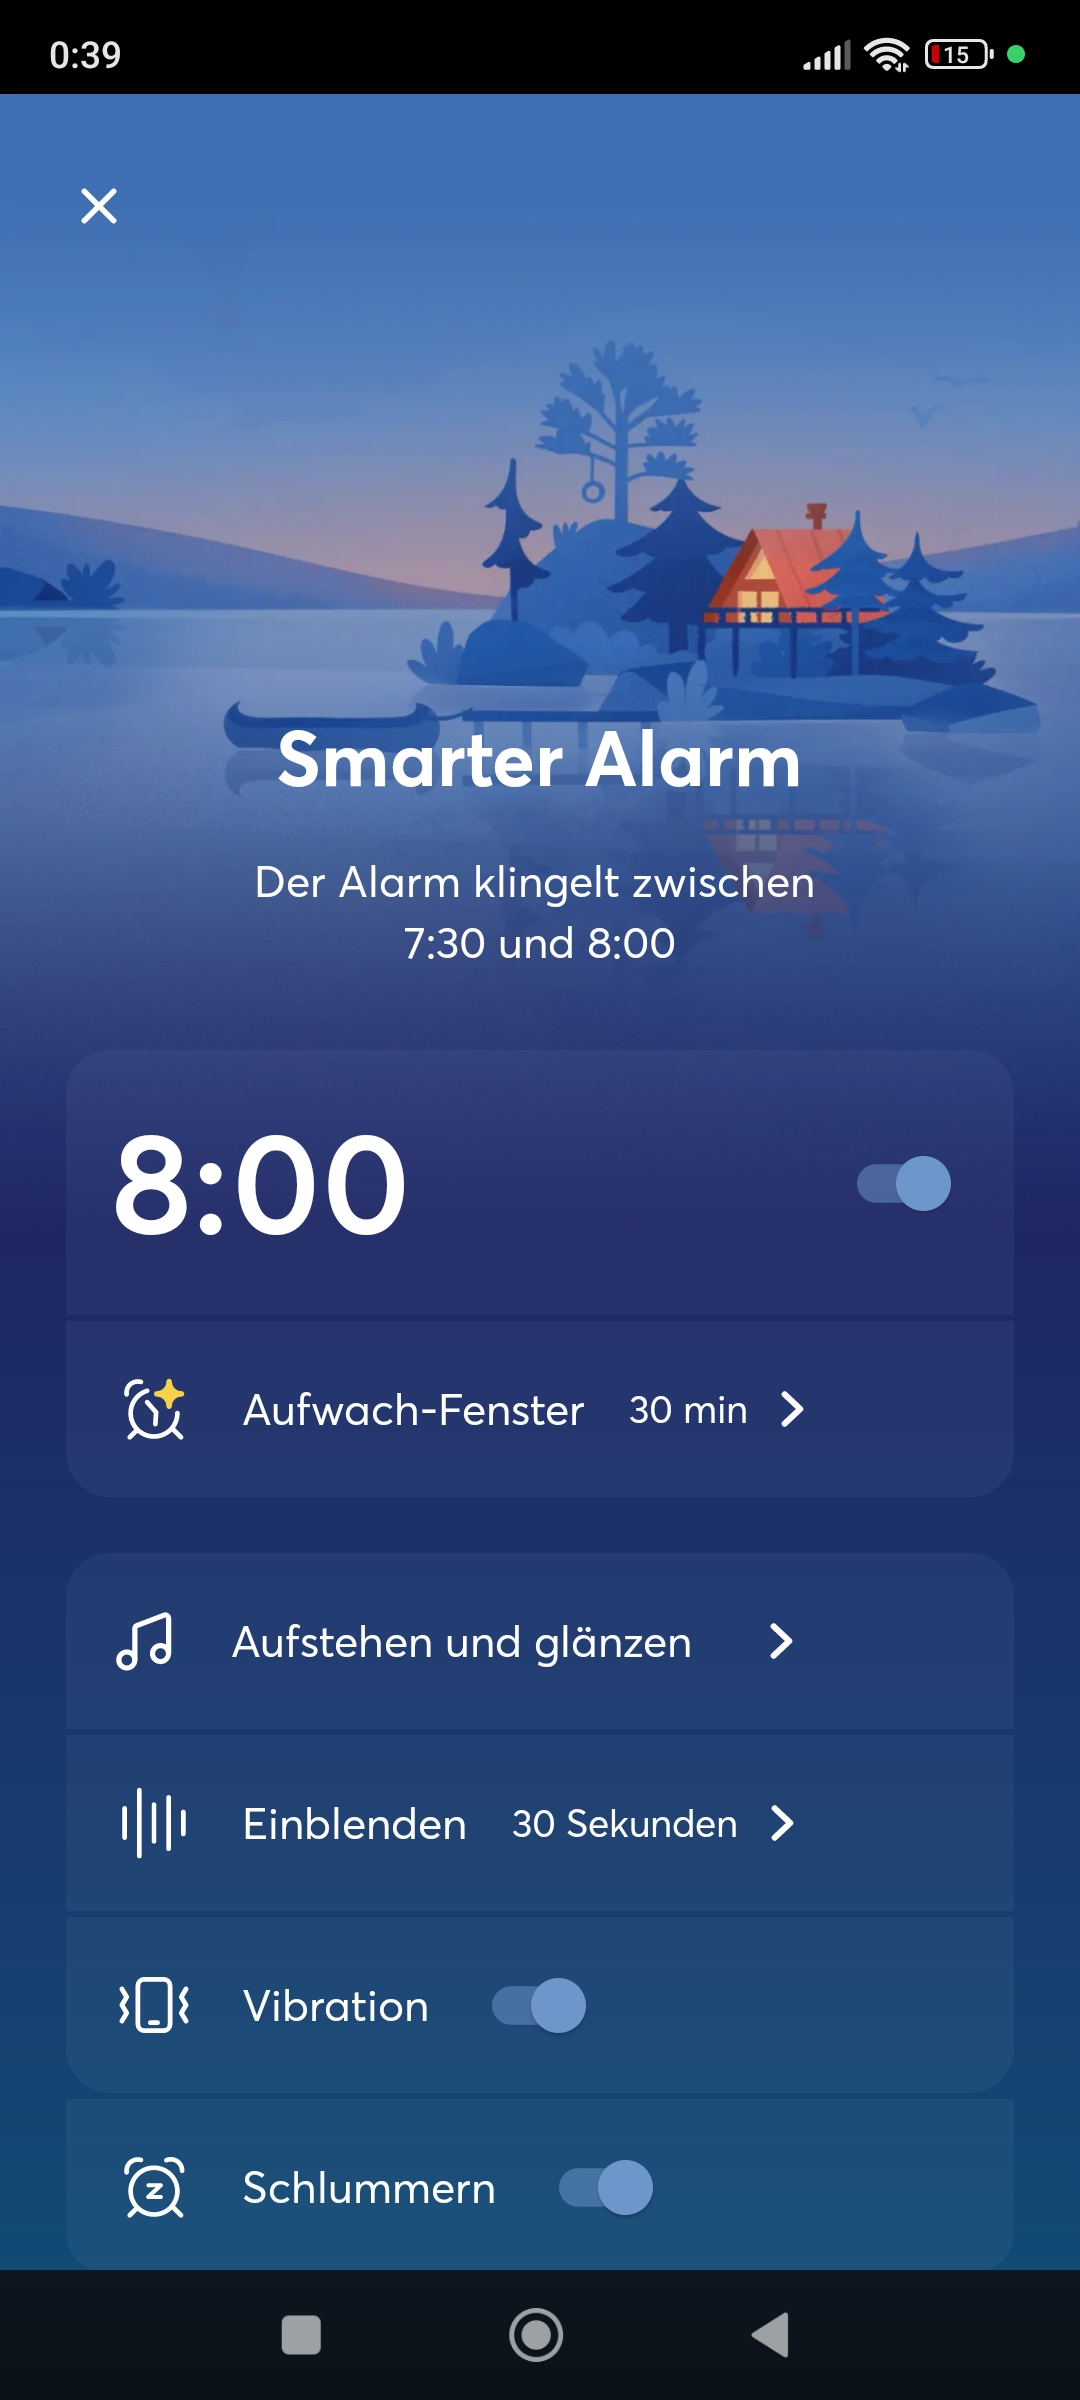 0:39
15
Smarter Alarm
Der Alarm klingelt zwischen
7:30 und 8:00
8:00
Aufwach-Fenster 30 min
Aufstehen und glänzen
Einblenden 30 Sekunden
Vibration
Schlummern